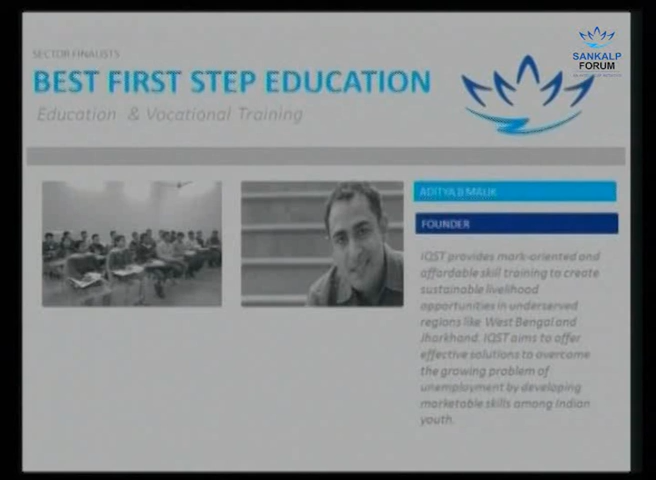 SECTOR FINALISTS
BEST FIRST STEP EDUCATION
Education & Vocational Training
SANKALP
FORUM
ADITYA B MALIK
FOUNDER
IQST provides mark-oriented and
affordable skill training to create
sustainable livelihood
opportunities in underserved
regions like West Bengal and
Jharkhand. IQST aims to offer
effective solutions to overcome
the growing problem of
unemployment by developing
marketable skills among Indian
youth.